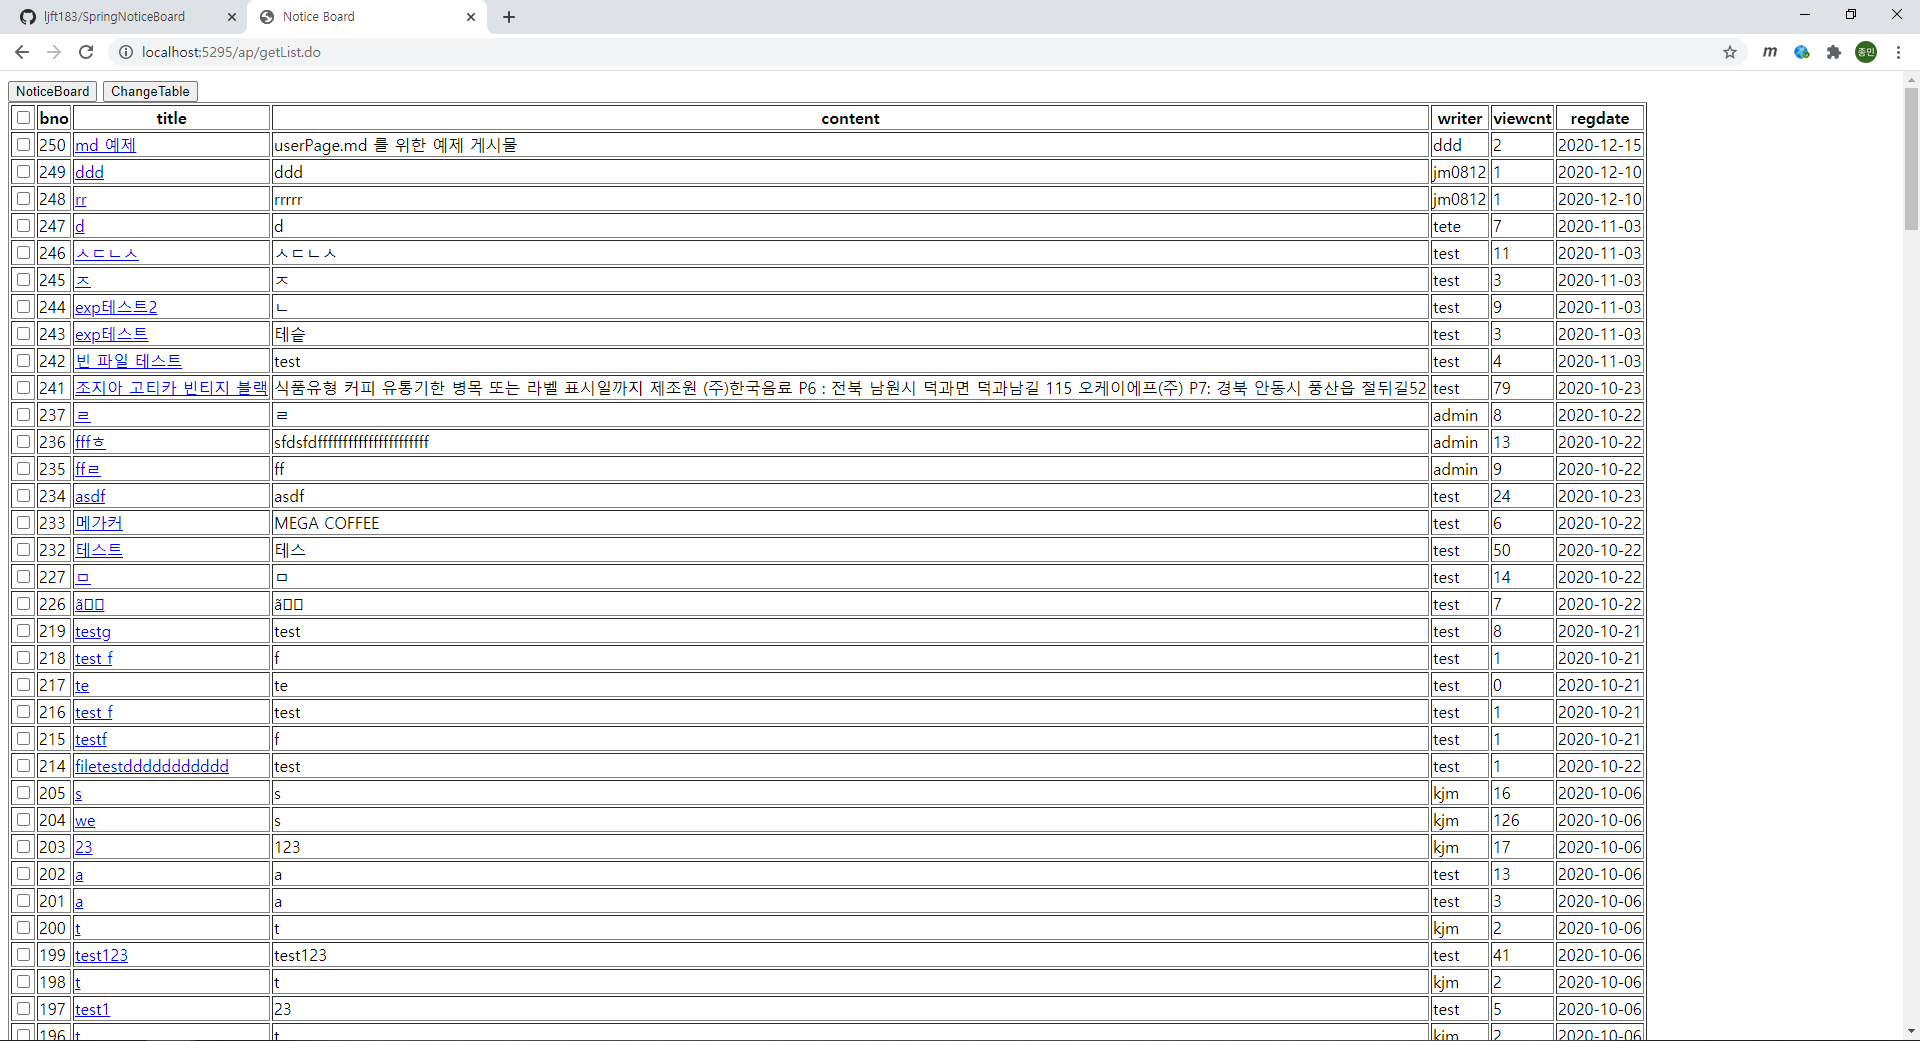 ljft183/SpringNoticeBoard
Notice Board
localhost:5295/ap/getList.do
m
종민
NoticeBoard ChangeTable
bno title content writer viewcnt regdate
250 md 예제 userPage.md 를 위한 예제 게시물 ddd 2 2020-12-15
249 ddd ddd jm0812 1 2020-12-10
248 rr rrrrr jm0812 1 2020-12-10
247 d d tete 7 2020-11-03
246 ㅅㄷㄴㅅ ㅅㄷㄴㅅ test 11 2020-11-03
245 ㅈ ㅈ test 3 2020-11-03
244 exp테스트2 ㄴ test 9 2020-11-03
243 exp테스트 테슽 test 3 2020-11-03
242 빈 파일 테스트 test test 4 2020-11-03
241 조지아 고티카 빈티지 블랙 식품유형 커피 유통기한 병목 또는 라벨 표시일까지 제조원 (주)한국음료 P6 : 전북 남원시 덕과면 덕과남길 115 오케이에프(주) P7: 경북 안동시 풍산읍 절뒤길52 test 79 2020-10-23
237 ㄹ ㄹ admin 8 2020-10-22
236 fffㅎ sfdsfdffffffffffffffffffffff admin 13 2020-10-22
235 ffㄹ ff admin 9 2020-10-22
234 asdf asdf test 24 2020-10-23
233 메가커 MEGA COFFEE test 6 2020-10-22
232 테스트 테스 test 50 2020-10-22
227 ㅁ ㅁ test 14 2020-10-22
226 ã ã test 7 2020-10-22
219 testg test test 8 2020-10-21
218 test f f test 1 2020-10-21
217 te te test 0 2020-10-21
216 test f test test 1 2020-10-21
215 testf f test 1 2020-10-21
214 filetestddddddddddd test test 1 2020-10-22
205 s s kjm 16 2020-10-06
204 we s kjm 126 2020-10-06
203 23 123 kjm 17 2020-10-06
202 a a test 13 2020-10-06
201 a a test 3 2020-10-06
200 t t kjm 2 2020-10-06
199 test123 test123 test 41 2020-10-06
198 t t kjm 2 2020-10-06
197 test1 23 test 5 2020-10-06
196 t t kjm 2 2020-10-06